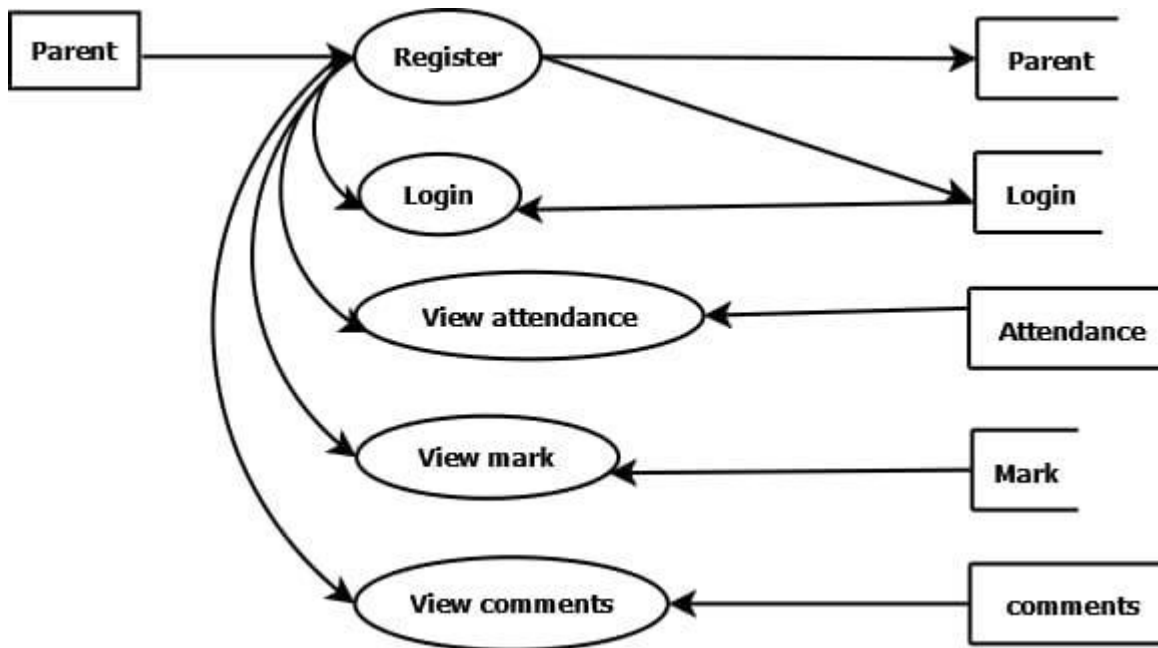 Parent
Register
Parent
Login
Login
View attendance
Attendance
View mark
Mark
View comments
comments